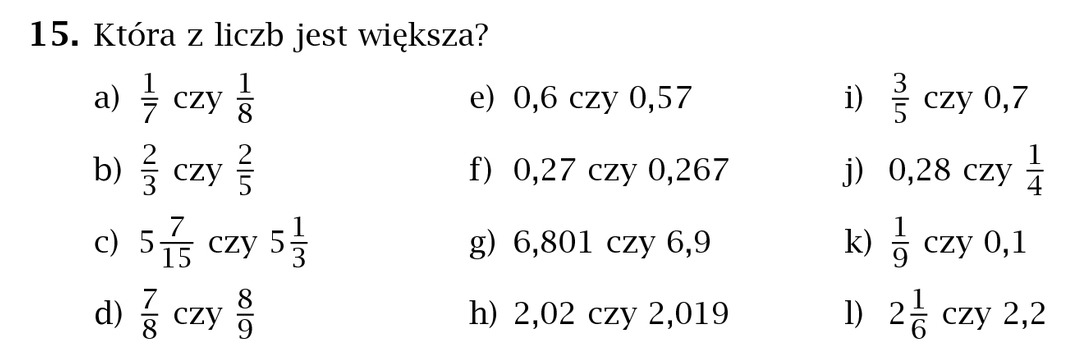 15. Która z liczb jest większa?
a) 1/7 czy 1/8
b) 2/3 czy 2/5
c) 5 7/15 czy 5 1/3
d) 7/8 czy 8/9
e) 0,6 czy 0,57
f) 0,27 czy 0,267
g) 6,801 czy 6,9
h) 2,02 czy 2,019
i) 3/5 czy 0,7
j) 0,28 czy 1/4
k) 1/9 czy 0,1
l) 2 1/6 czy 2,2